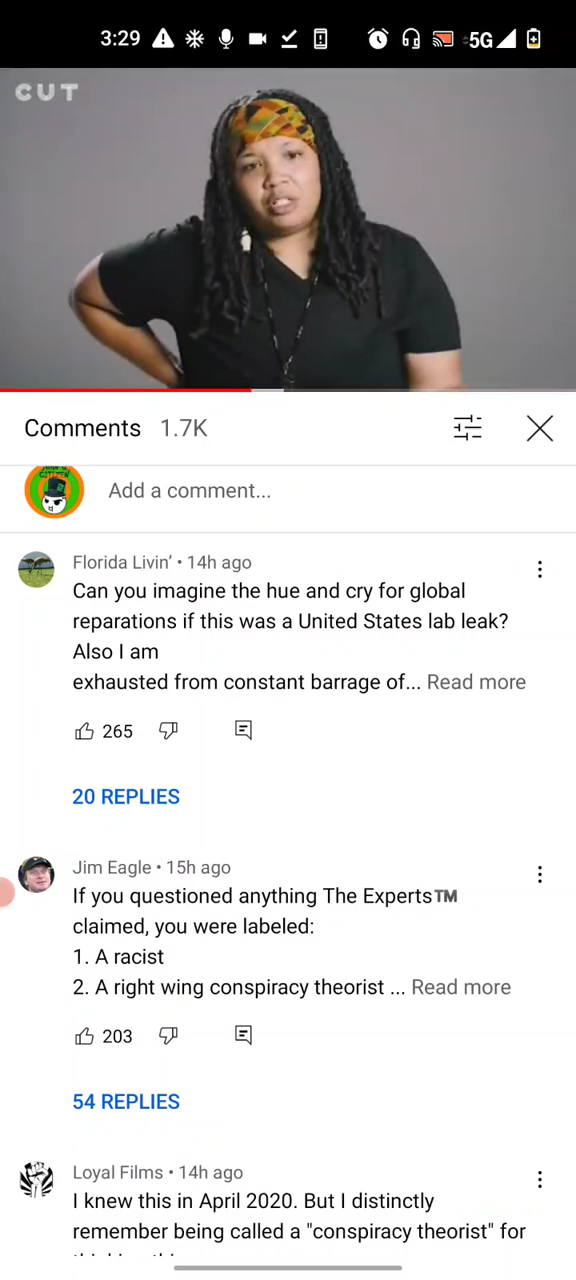 3:29
5G
CUT
Comments 1.7K
Add a comment...
Florida Livin’ • 14h ago
Can you imagine the hue and cry for global
reparations if this was a United States lab leak?
Also I am
exhausted from constant barrage of... Read more
265
20 REPLIES
Jim Eagle • 15h ago
If you questioned anything The Experts™
claimed, you were labeled:
1. A racist
2. A right wing conspiracy theorist ... Read more
203
54 REPLIES
Loyal Films • 14h ago
I knew this in April 2020. But I distinctly
remember being called a "conspiracy theorist" for